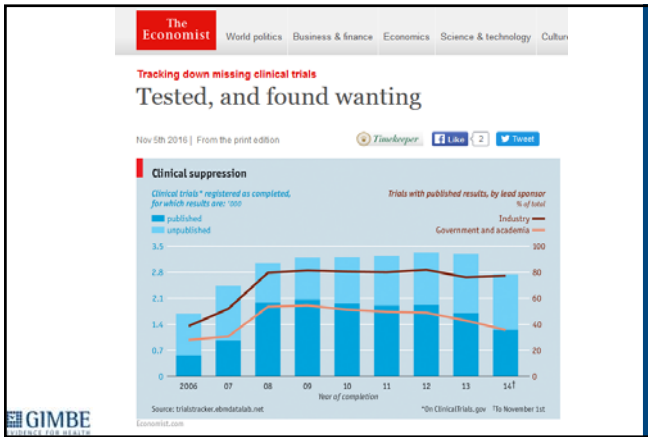 The
Economist
World politics Business & finance Economics Science & technology Cultur
Tracking down missing clinical trials
Tested, and found wanting
Nov 5th 2016 | From the print edition
Timekeeper Like 2 Tweet
Clinical suppression
Clinical trials* registered as completed,
for which results are: '000
published
unpublished
Trials with published results, by lead sponsor
% of total
Industry
Government and academia
3.5 100
2.8 80
2.1 60
1.4 40
0.7 20
0 0
2006 07 08 09 10 11 12 13 14†
Year of completion
Source: trialstracker.ebmdatalab.net *On ClinicalTrials.gov †To November 1st
Economist.com
GIMBE
EVIDENCE FOR HEALTH